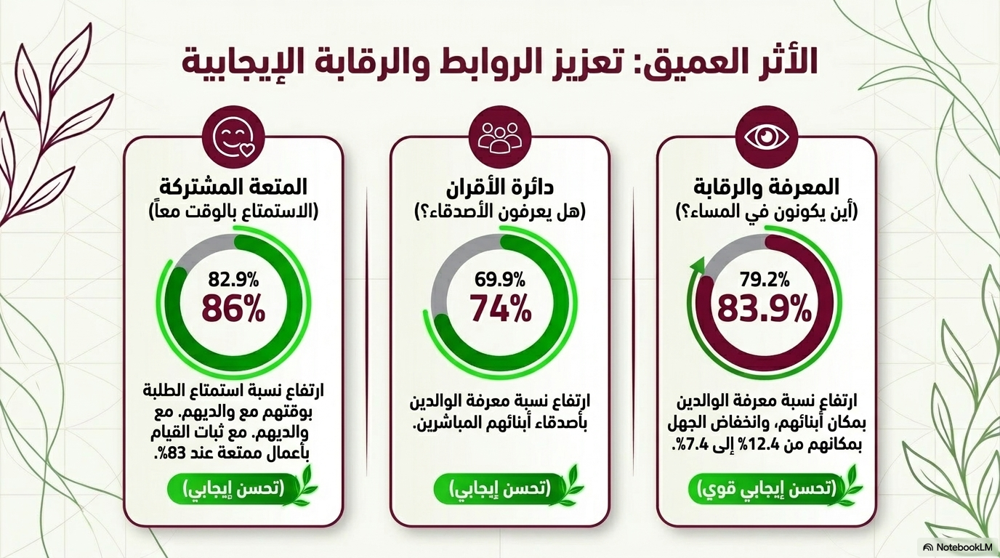 الأثر العميق: تعزيز الروابط والرقابة الإيجابية
المعرفة والرقابة
(أين يكونون في المساء؟)
79.2%
83.9%
ارتفاع نسبة معرفة الوالدين
بمكان أبنائهم، وانخفاض الجهل
بمكانهم من 12.4% إلى 7.4%.
(تحسن إيجابي قوي)
دائرة الأقران
(هل يعرفون الأصدقاء؟)
69.9%
74%
ارتفاع نسبة معرفة الوالدين
بأصدقاء أبنائهم المباشرين.
(تحسن إيجابي)
المتعة المشتركة
(الاستمتاع بالوقت معاً)
82.9%
86%
ارتفاع نسبة استمتاع الطلبة
بوقتهم مع والديهم. مع
والديهم. مع ثبات القيام
بأعمال ممتعة عند 83%.
(تحسن إيجابي)
NotebookLM